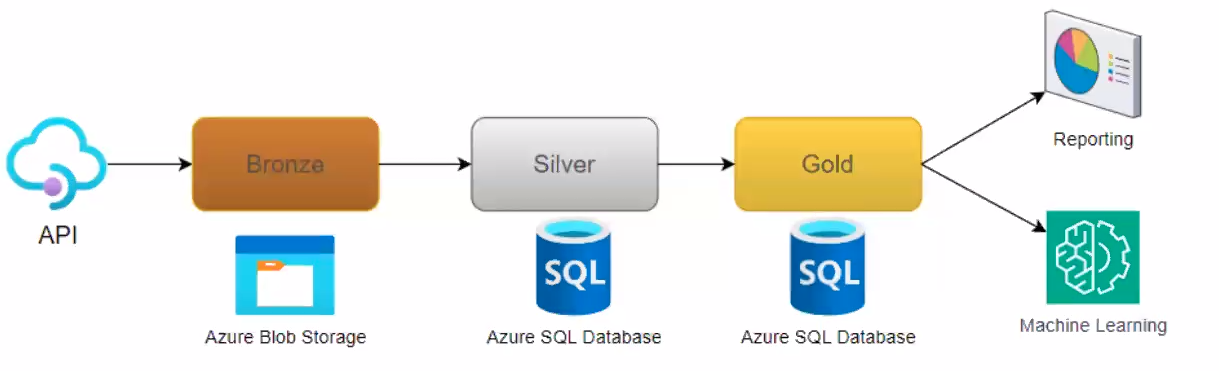 API
Bronze
Azure Blob Storage
Silver
SQL
Azure SQL Database
Gold
SQL
Azure SQL Database
Reporting
Machine Learning